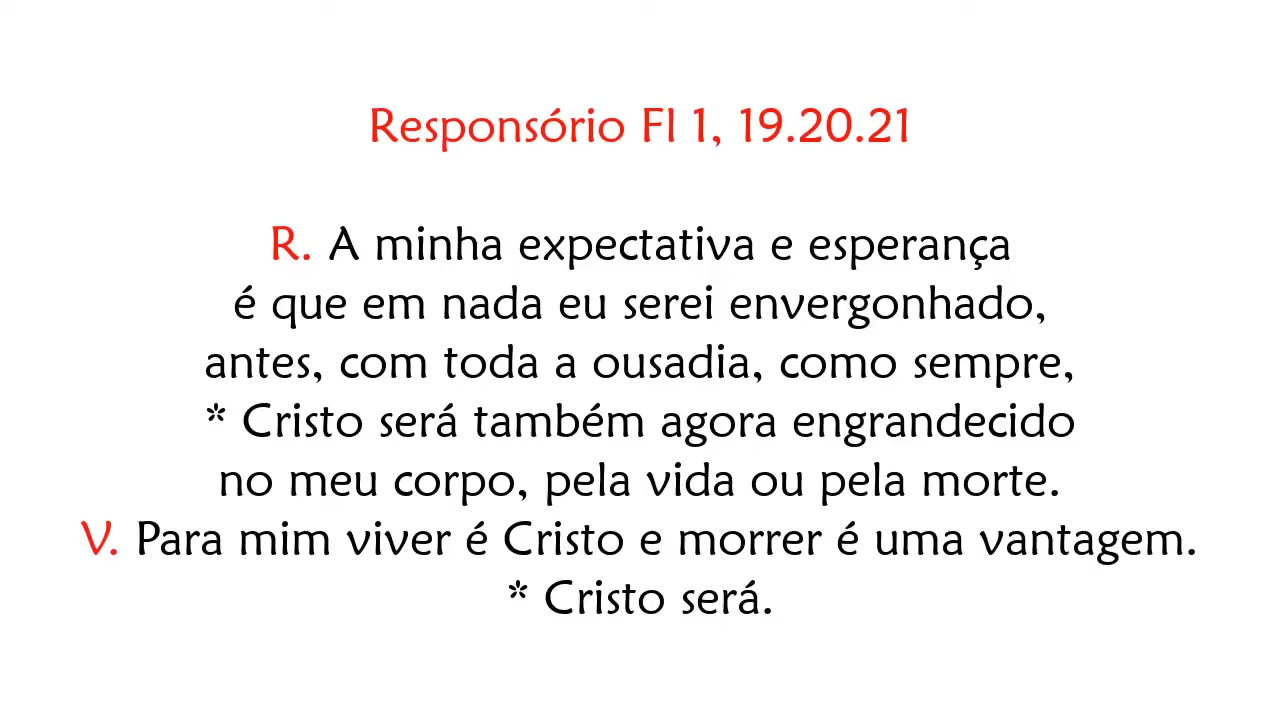 Responsório Fl 1, 19.20.21
R. A minha expectativa e esperança
é que em nada eu serei envergonhado,
antes, com toda a ousadia, como sempre,
* Cristo será também agora engrandecido
no meu corpo, pela vida ou pela morte.
V. Para mim viver é Cristo e morrer é uma vantagem.
* Cristo será.